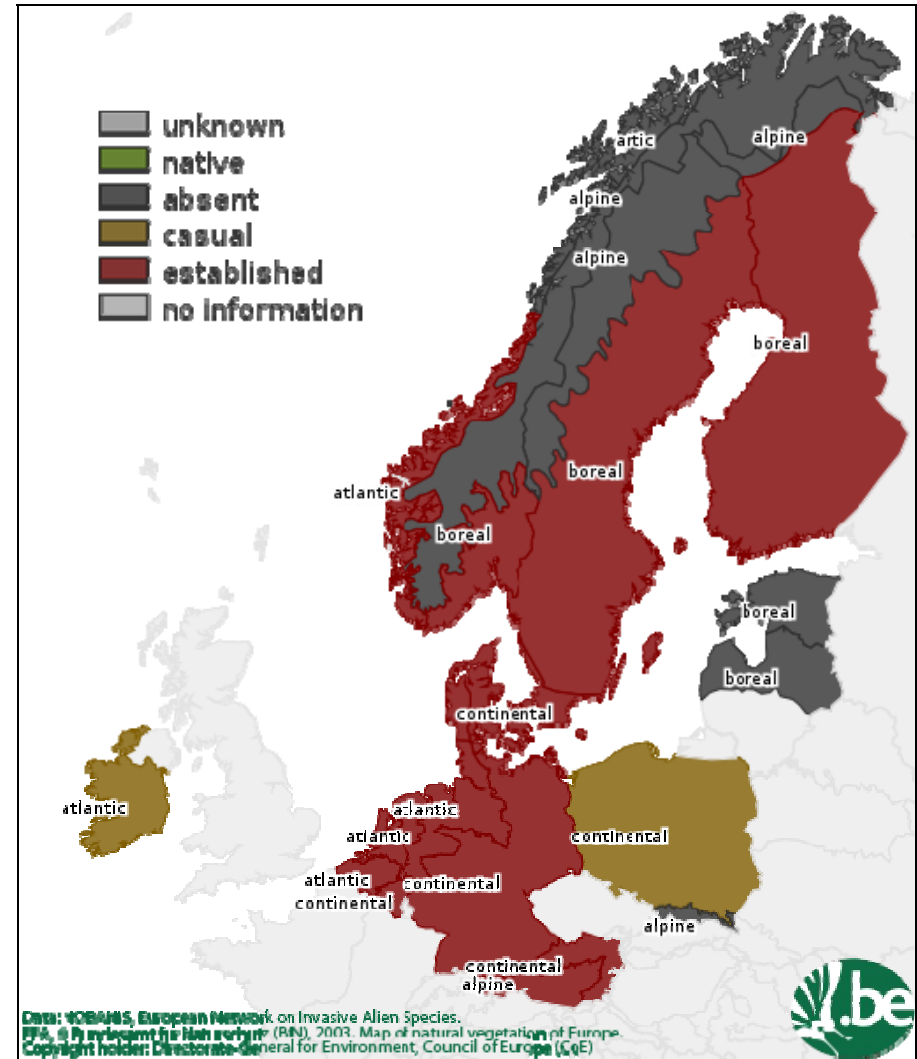 unknown
native
absent
casual
established
no information
artic
alpine
alpine
alpine
boreal
boreal
atlantic
boreal
boreal
boreal
continental
atlantic
atlantic
atlantic
continental
atlantic
continental
continental
alpine
continental
alpine
Data: NOBANIS, European Network on Invasive Alien Species.
EEA, © Bundesamt für Naturschutz (BfN), 2003. Map of natural vegetation of Europe.
Copyright holder: Directorate-General for Environment, Council of Europe (CoE)
.be